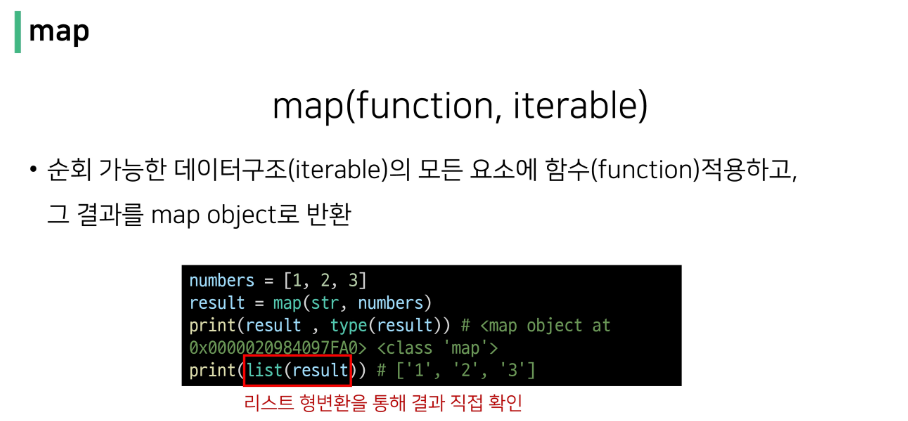 map
map(function, iterable)
• 순회 가능한 데이터구조(iterable)의 모든 요소에 함수(function)적용하고,
그 결과를 map object로 반환
numbers = [1, 2, 3]
result = map(str, numbers)
print(result , type(result)) # <map object at
0x0000020984097FA0> <class 'map'>
print(list(result)) # ['1', '2', '3']
리스트 형변환을 통해 결과 직접 확인